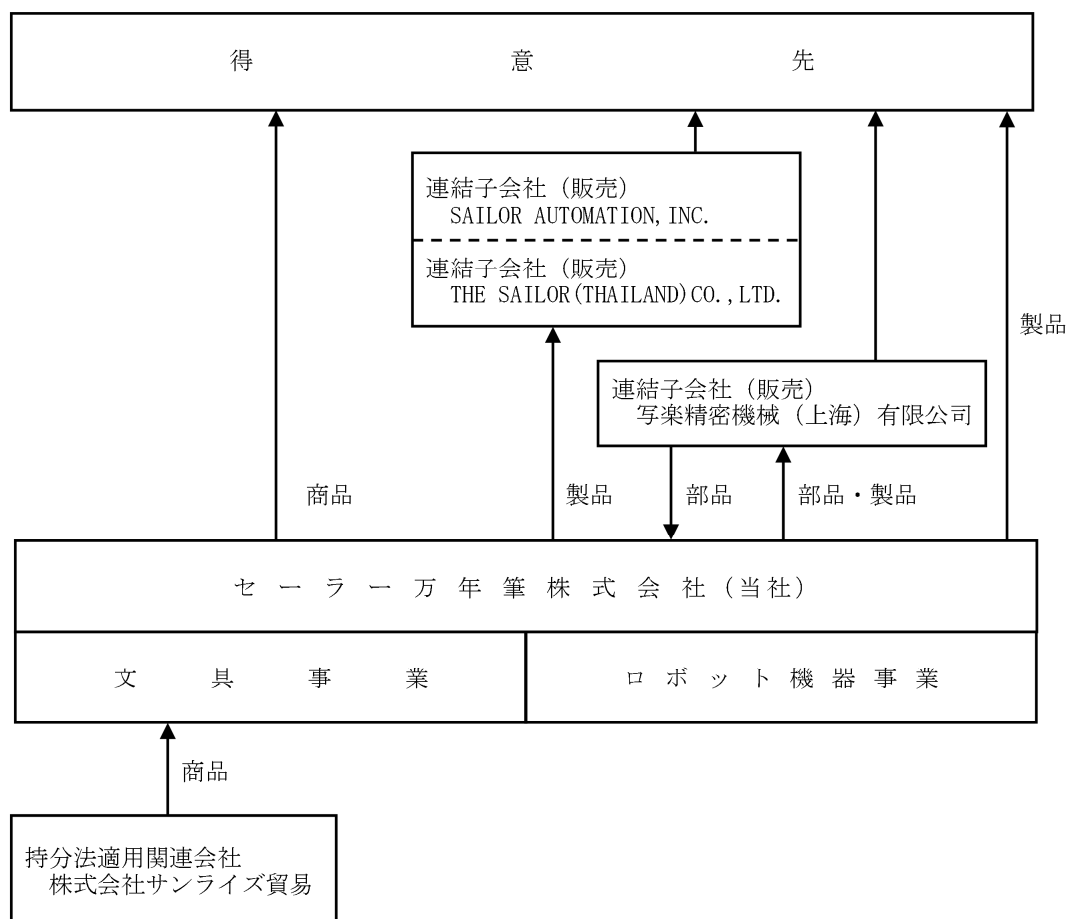 得意先
連結子会社（販売）
SAILOR AUTOMATION,INC.
連結子会社（販売）
THE SAILOR(THAILAND)CO.,LTD.
製品
連結子会社（販売）
写楽精密機械（上海）有限公司
商品
製品
部品
部品・製品
セーラー万年筆株式会社(当社)
文具事業
ロボット機器事業
商品
持分法適用関連会社
株式会社サンライズ貿易